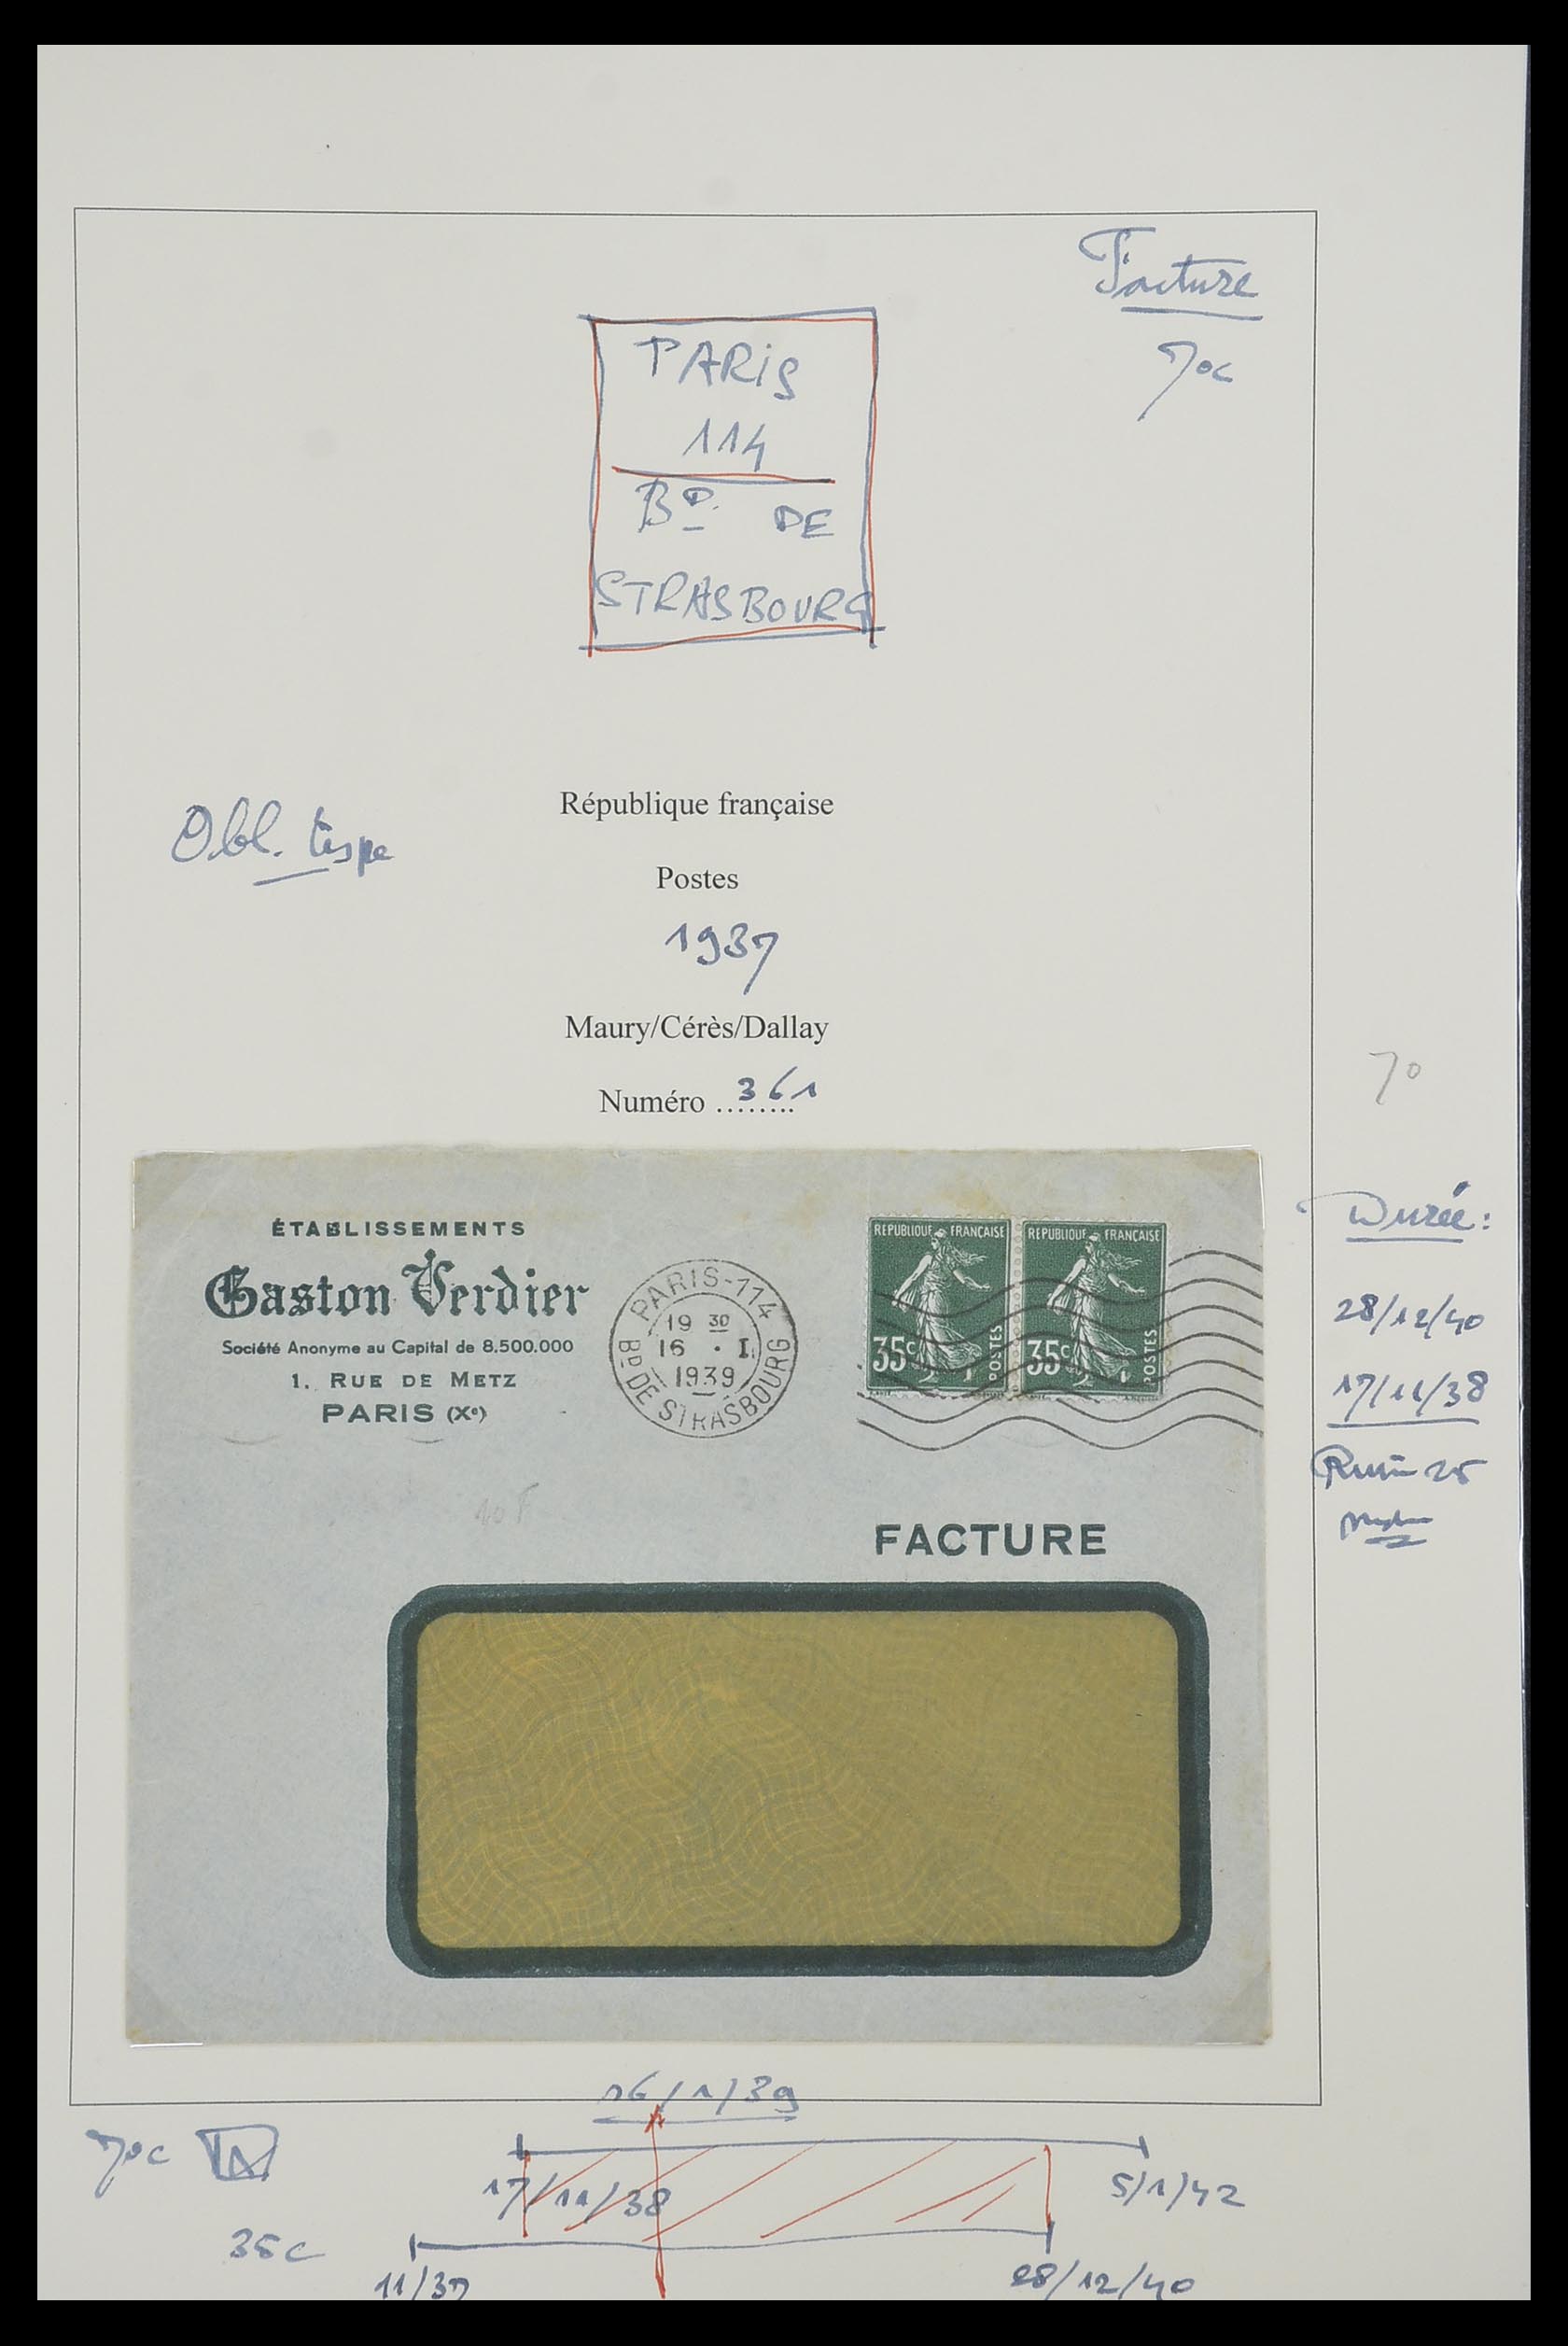 Facture
70c
PARIS
114
BD. DE
STRASBOURG
République française
Obl. tespe
Postes
1937
Maury/Cérès/Dallay
Numéro ........ 361
70
ÉTABLISSEMENTS
Gaston Verdier
Société Anonyme au Capital de 8.500.000
1, RUE DE METZ
PARIS (Xe)
PARIS-114
19 30
16 · I.
1939
BD DE STRASBOURG
REPUBLIQUE FRANÇAISE
35c
POSTES
REPUBLIQUE FRANÇAISE
35c
POSTES
Durée:
28/12/40
17/11/38
25
10 F
FACTURE
16/1/39
70c
17/11/38
5/1/42
35c
11/37
28/12/40